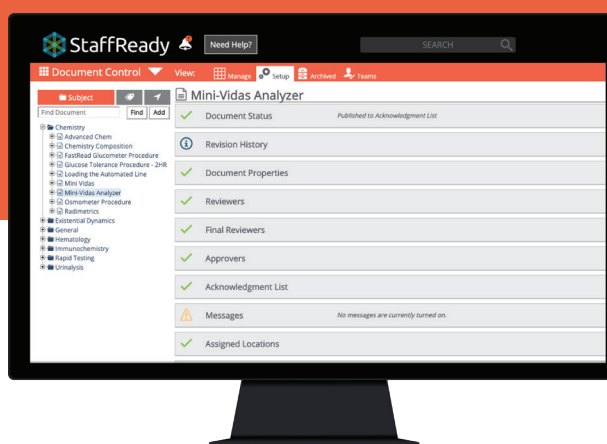 StaffReady
Need Help?
SEARCH
Document Control
View:
Manage
Setup
Archived
Teams
Subject
Find Document
Find
Add
Chemistry
Advanced Chem
Chemistry Composition
FastRead Glucometer Procedure
Glucose Tolerance Procedure - 2HR
Loading the Automated Line
Mini Vidas
Mini-Vidas Analyzer
Osmometer Procedure
Radimetrics
Existential Dynamics
General
Hematology
Immunochemistry
Rapid Testing
Urinalysis
Mini-Vidas Analyzer
Document Status Published to Acknowledgment List
Revision History
Document Properties
Reviewers
Final Reviewers
Approvers
Acknowledgment List
Messages No messages are currently turned on.
Assigned Locations